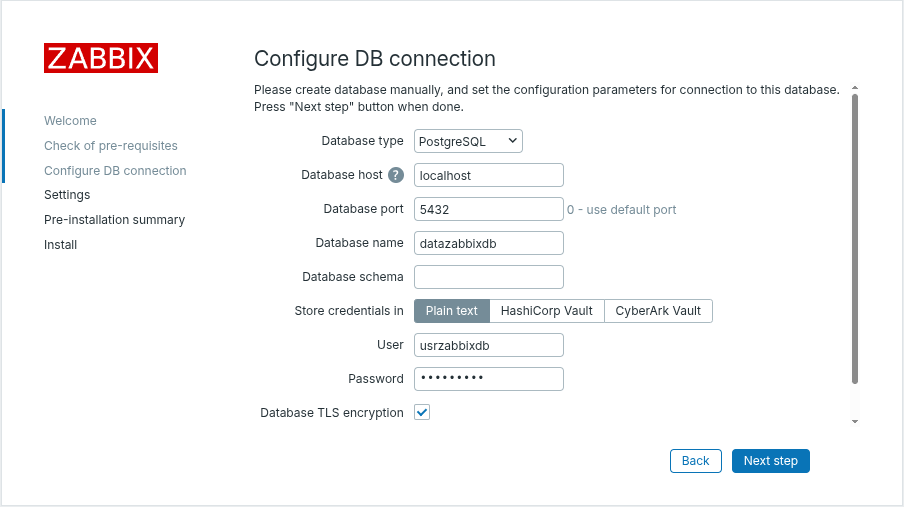 ZABBIX
Welcome
Check of pre-requisites
Configure DB connection
Settings
Pre-installation summary
Install
Configure DB connection
Please create database manually, and set the configuration parameters for connection to this database.
Press "Next step" button when done.
Database type PostgreSQL
Database host ? localhost
Database port 5432 0 - use default port
Database name datazabbixdb
Database schema
Store credentials in Plain text HashiCorp Vault CyberArk Vault
User usrzabbixdb
Password •••••••••
Database TLS encryption
Back Next step